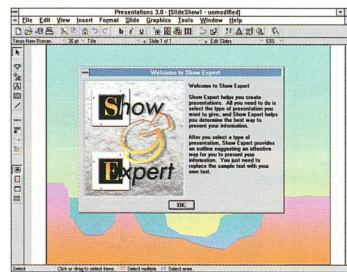 Presentations 3.0 - [SlideShow1 - unmodified]
File Edit View Insert Format Slide Graphics Tools Window Help
Times New Roman 36 pt Title Slide 1 of 1 Edit Slides 63%
Welcome to Show Expert
Show
Expert
Welcome to Show Expert
Show Expert helps you create
presentations. All you need to do is
select the type of presentation you
want to give, and Show Expert helps
you determine the best way to
present your information.
After you select a type of
presentation, Show Expert provides
an outline suggesting an effective
way for you to present your
information. You just need to
replace the sample text with your
own text.
OK
Select Click or drag to select items. Select multiple. Select area.